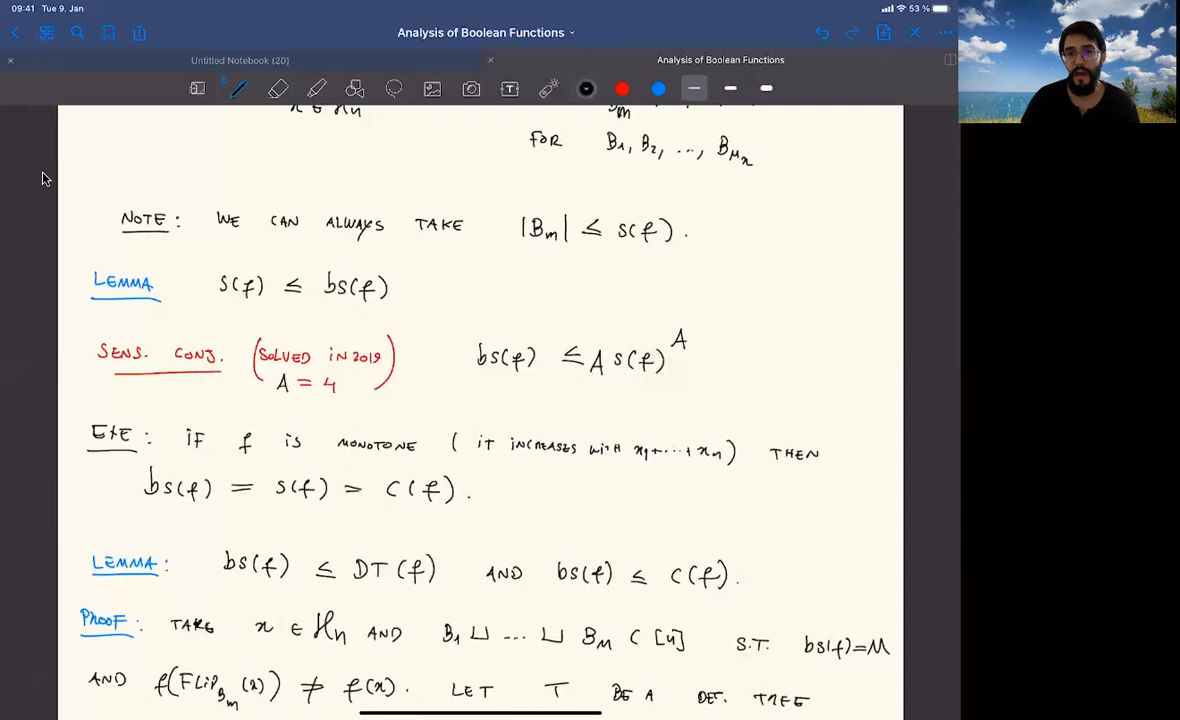 09:41 Tue 9. Jan
53 %
Analysis of Boolean Functions
Untitled Notebook (20)
Analysis of Boolean Functions
x ∈ ℋn
Bm
FOR B1, B2, ..., BMx
NOTE: WE CAN ALWAYS TAKE |Bm| ≤ s(f).
LEMMA s(f) ≤ bs(f)
SENS. CONJ. (SOLVED IN 2019 A = 4) bs(f) ≤ A s(f)^A
EXE: IF f IS MONOTONE (IT INCREASES WITH x1+...+xn) THEN
bs(f) = s(f) = C(f).
LEMMA: bs(f) ≤ DT(f) AND bs(f) ≤ C(f).
PROOF: TAKE x ∈ ℋn AND B1 ⊔ ... ⊔ BM ⊂ [n] S.T. bs(f)=M
AND f(FLIP_Bm(x)) ≠ f(x). LET T BE A DET. TREE